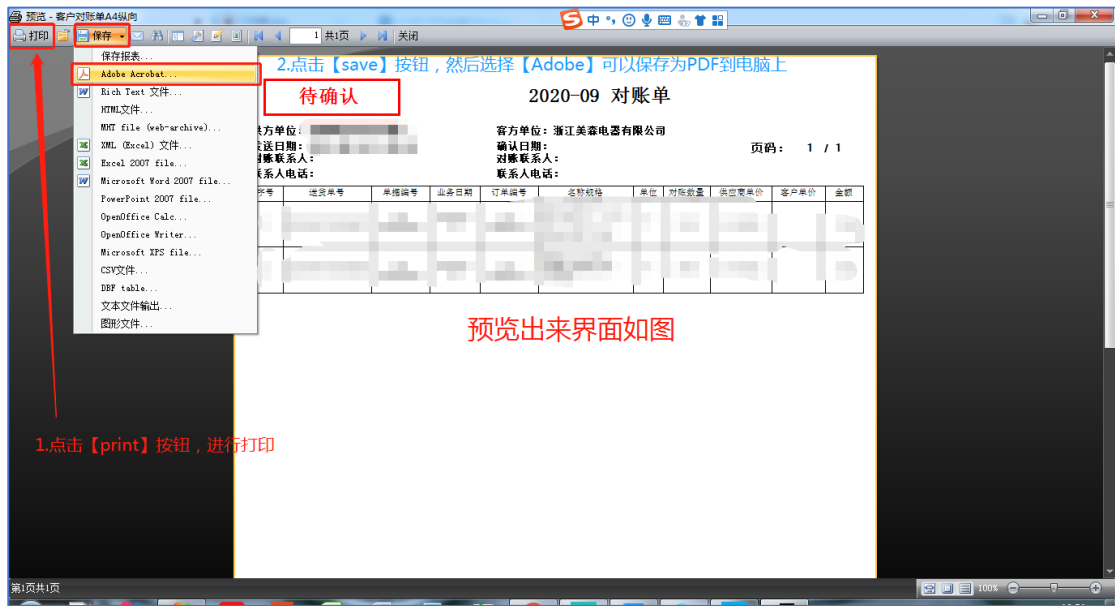 预览 - 客户对账单A4纵向
打印 保存 1 共1页 关闭
保存报表...
Adobe Acrobat...
Rich Text 文件...
HTML文件...
MHT file (web-archive)...
XML (Excel) 文件...
Excel 2007 file...
Microsoft Word 2007 file...
PowerPoint 2007 file...
OpenOffice Calc...
OpenOffice Writer...
Microsoft XPS file...
CSV文件...
DBF table...
文本文件输出...
图形文件...
2.点击【save】按钮，然后选择【Adobe】可以保存为PDF到电脑上
待确认
2020-09 对账单
方单位: 客方单位: 浙江美森电器有限公司
送日期: 确认日期:
对账联系人: 对账联系人:
页码: 1 / 1
系人电话: 联系人电话:
号 送货单号 单据编号 业务日期 订单编号 名称规格 单位 对账数量 供应商单价 客户单价 金额
预览出来界面如图
1.点击【print】按钮，进行打印
第1页共1页 100%
中